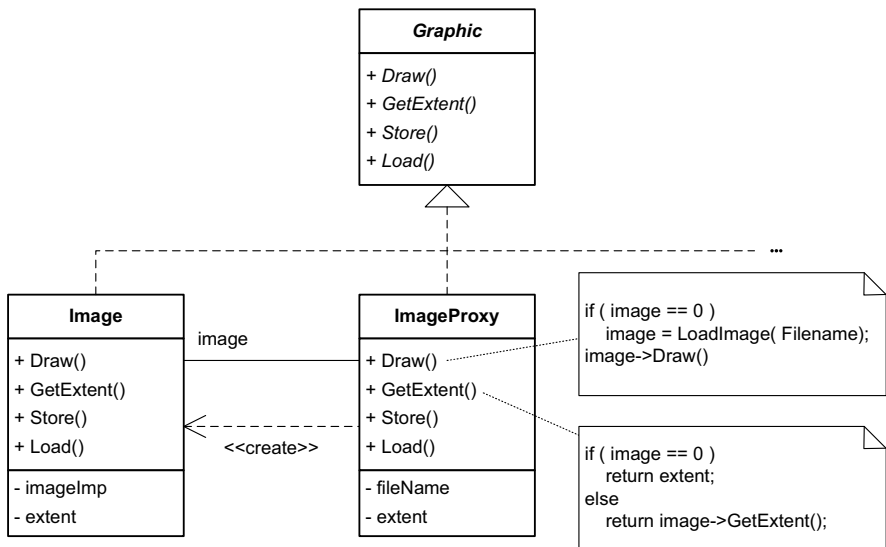 Graphic
+ Draw()
+ GetExtent()
+ Store()
+ Load()
...
Image
+ Draw()
+ GetExtent()
+ Store()
+ Load()
- imageImp
- extent
image
<<create>>
ImageProxy
+ Draw()
+ GetExtent()
+ Store()
+ Load()
- fileName
- extent
if ( image == 0 )
image = LoadImage( Filename);
image->Draw()
if ( image == 0 )
return extent;
else
return image->GetExtent();